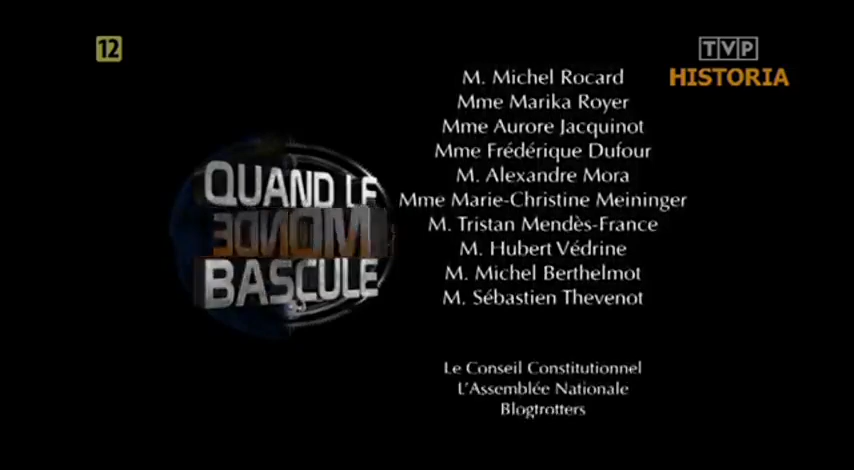 12
TVP
HISTORIA
M. Michel Rocard
Mme Marika Royer
Mme Aurore Jacquinot
Mme Frédérique Dufour
M. Alexandre Mora
Mme Marie-Christine Meininger
M. Tristan Mendès-France
M. Hubert Védrine
M. Michel Berthelmot
M. Sébastien Thevenot
QUAND LE
MONDE
BASCULE
Le Conseil Constitutionnel
L'Assemblée Nationale
Blogtrotters